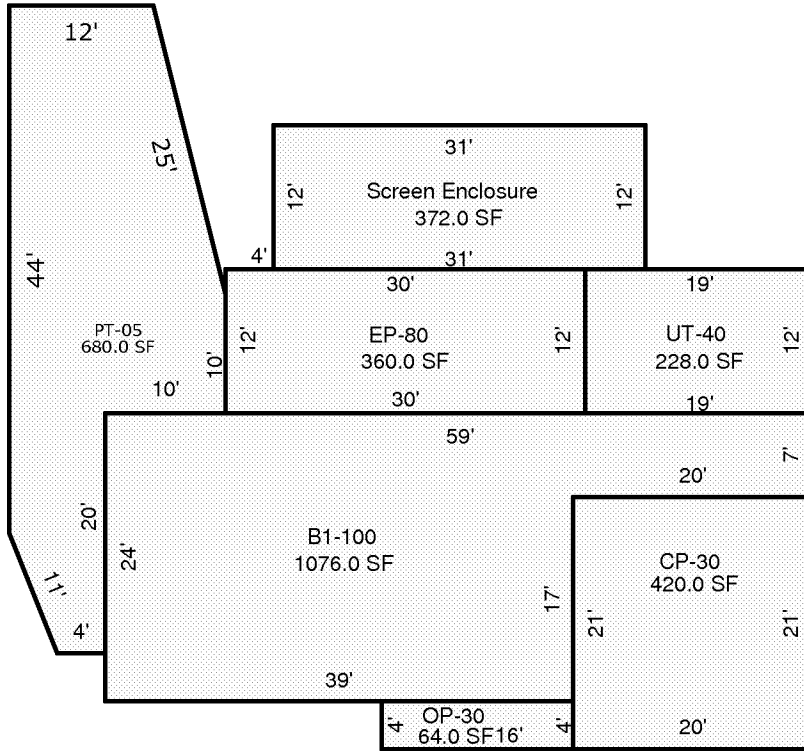 12'
25'
44'
PT-05
680.0 SF
10'
10'
20'
11'
4'
31'
12'
Screen Enclosure
12'
372.0 SF
4'
31'
30'
12'
EP-80
12'
360.0 SF
30'
19'
UT-40
12'
228.0 SF
19'
59'
7'
20'
24'
B1-100
1076.0 SF
17'
39'
CP-30
420.0 SF
21'
21'
20'
4'
OP-30
4'
64.0 SF 16'